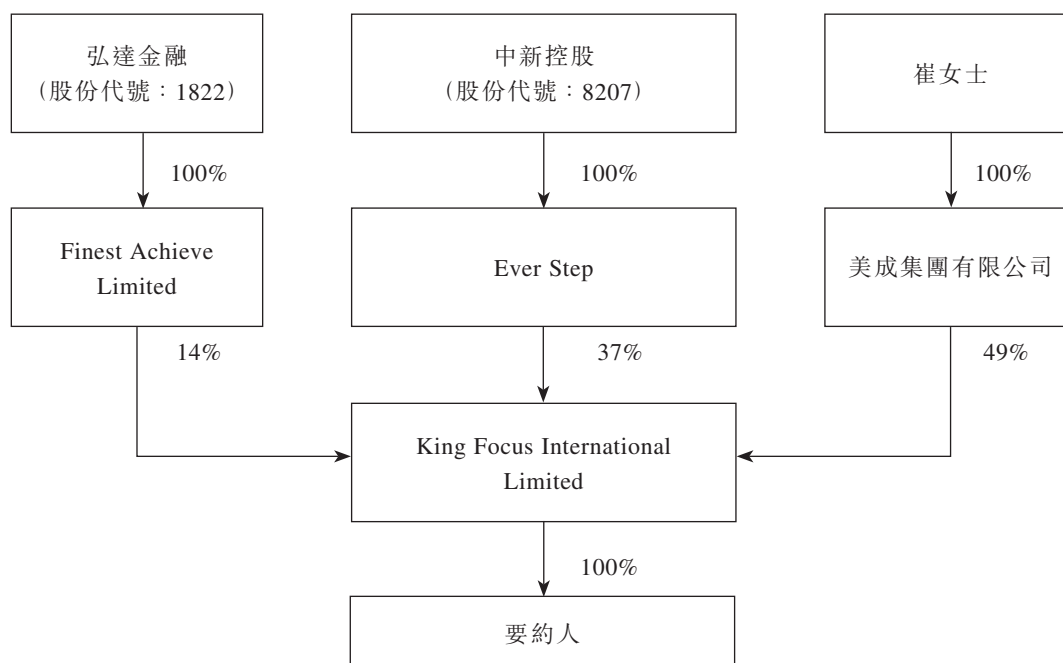 弘達金融
（股份代號：1822）
中新控股
（股份代號：8207）
崔女士
100%
100%
100%
Finest Achieve
Limited
Ever Step
美成集團有限公司
14%
37%
49%
King Focus International
Limited
100%
要約人